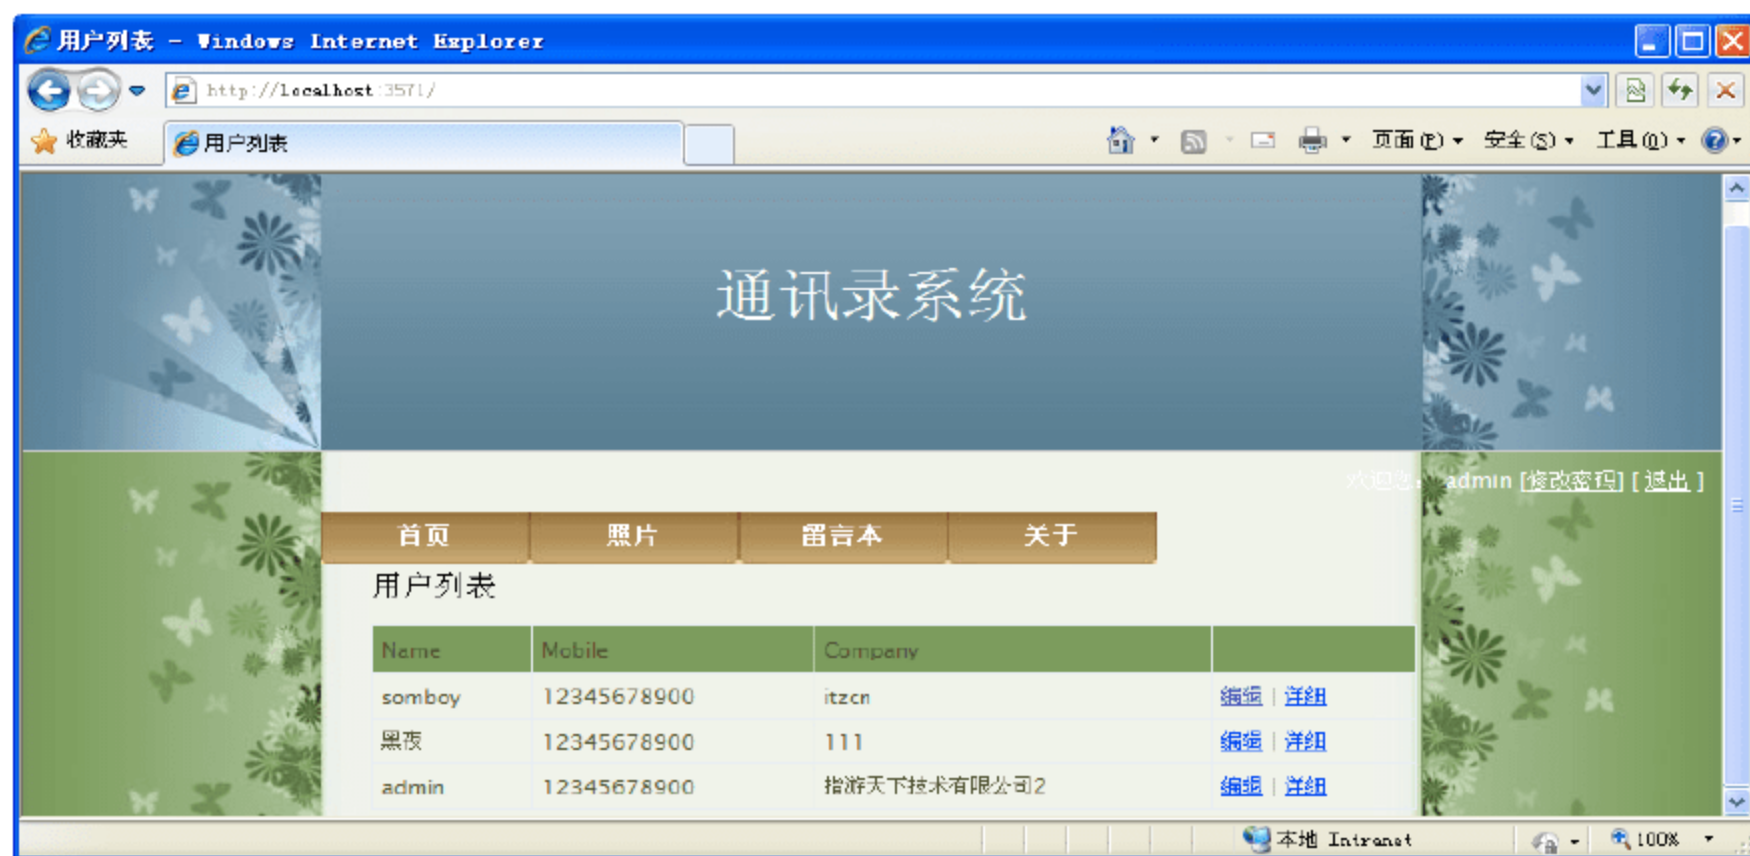 用户列表 - Windows Internet Explorer
http://localhost:3571/
收藏夹 用户列表 页面(P) 安全(S) 工具(O)
通讯录系统
欢迎您， admin [修改密码] [ 退出 ]
首页 照片 留言本 关于
用户列表
Name Mobile Company
somboy 12345678900 itzcn
编辑 | 详细
黑夜 12345678900 111
编辑 | 详细
admin 12345678900 指游天下技术有限公司2
编辑 | 详细
本地 Intranet 100%